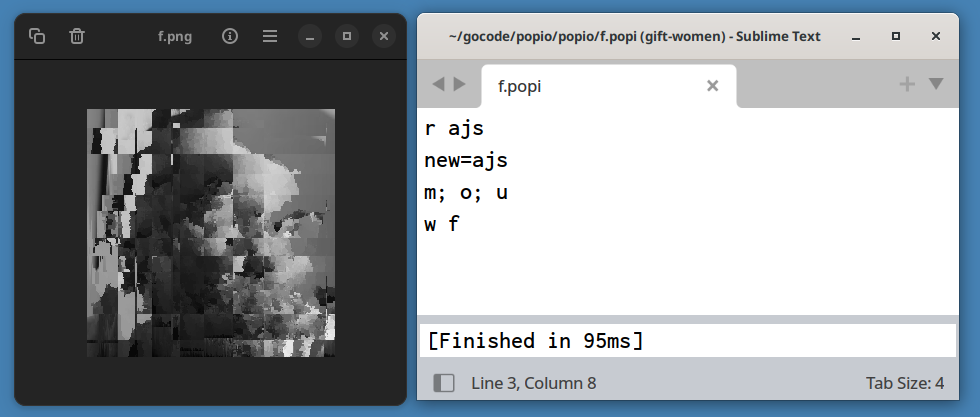 f.png
~/gocode/popio/popio/f.popi (gift-women) - Sublime Text
f.popi
r ajs
new=ajs
m; o; u
w f
[Finished in 95ms]
Line 3, Column 8
Tab Size: 4